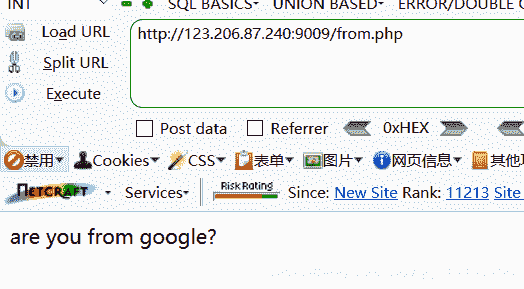 INT SQL BASICS▾ UNION BASED▾ ERROR/DOUBLE Q
Load URL http://123.206.87.240:9009/from.php
Split URL
Execute
Post data Referrer 0xHEX
禁用▾ Cookies▾ CSS▾ 表单▾ 图片▾ 网页信息▾ 其他
NETCRAFT Services▾ Risk Rating Since: New Site Rank: 11213 Site
are you from google?